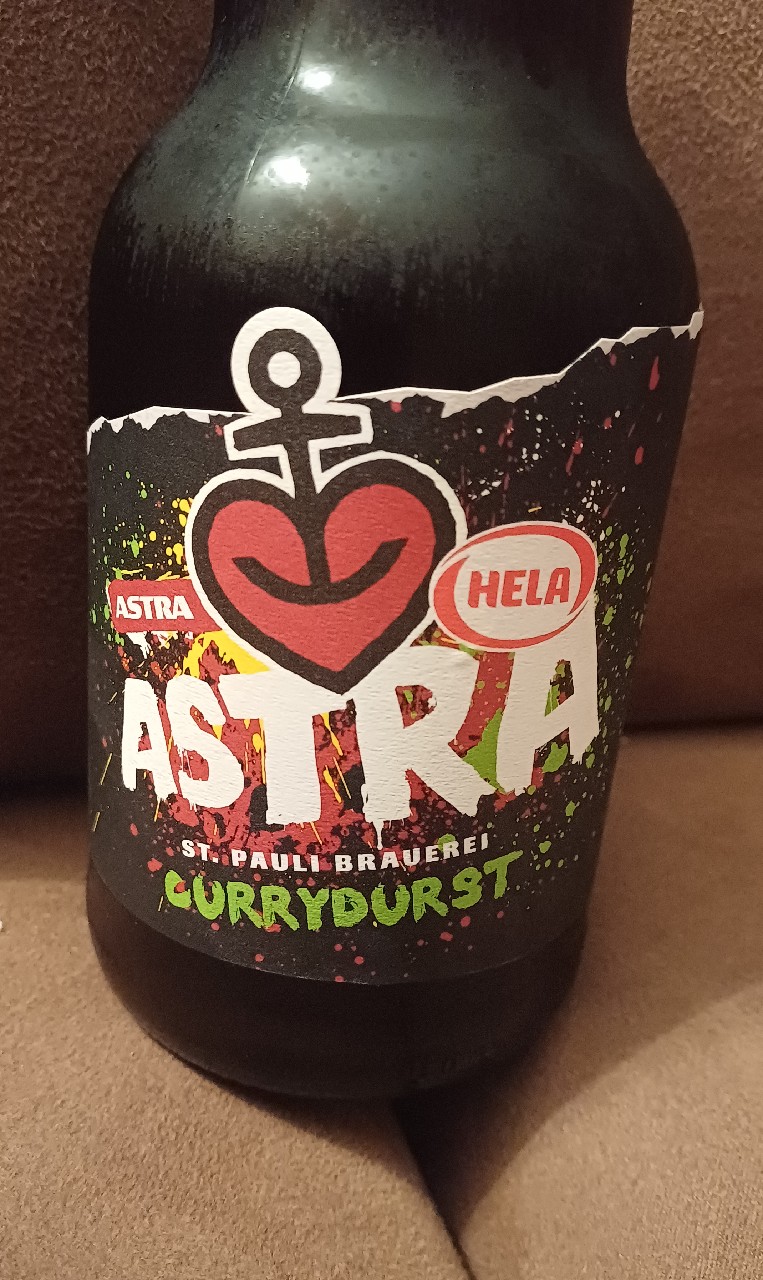 ASTRA
HELA
ASTRA
ST. PAULI BRAUEREI
CURRYDURST